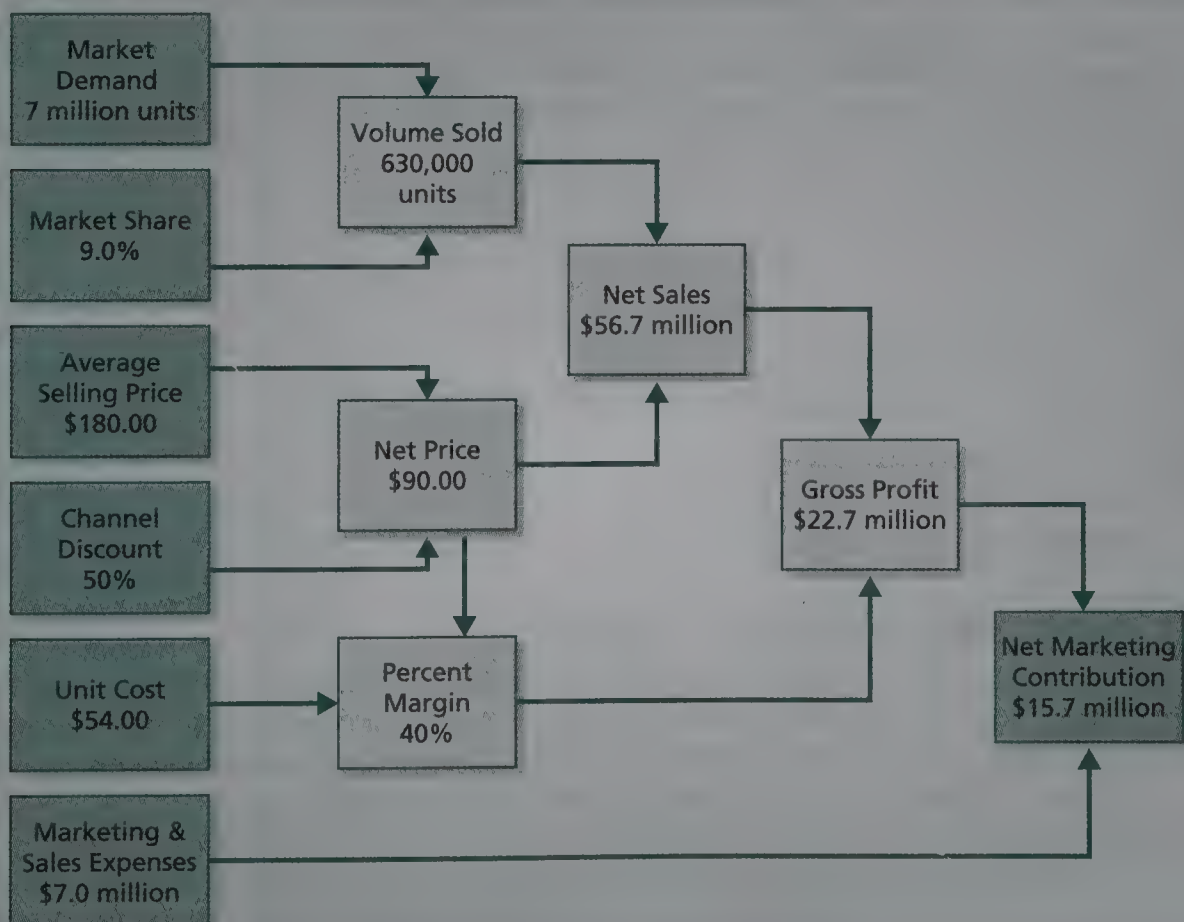 Market
Demand
7 million units
Market Share
9.0%
Average
Selling Price
$180.00
Channel
Discount
50%
Unit Cost
$54.00
Marketing &
Sales Expenses
$7.0 million
Volume Sold
630,000
units
Net Price
$90.00
Percent
Margin
40%
Net Sales
$56.7 million
Gross Profit
$22.7 million
Net Marketing
Contribution
$15.7 million